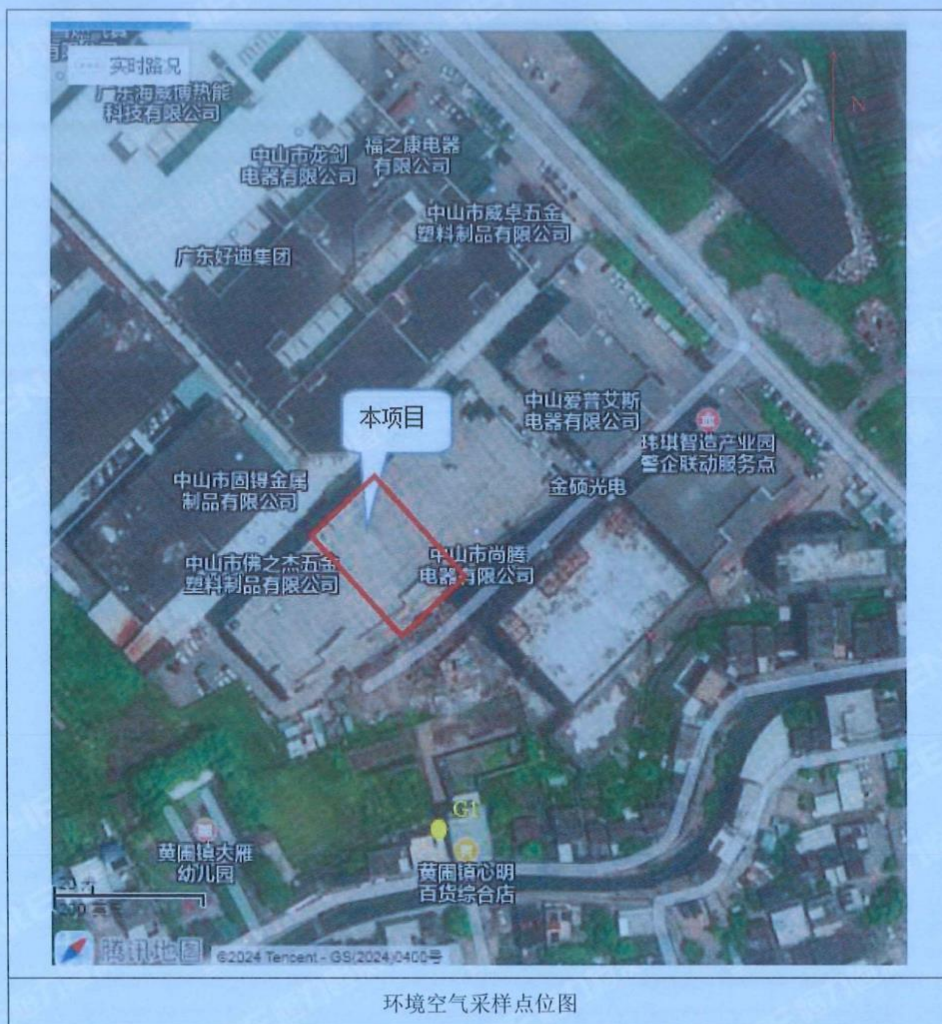 实时路况
N
广东海威博热能
科技有限公司
中山市龙剑
电器有限公司
福之康电器
有限公司
中山市威卓五金
塑料制品有限公司
广东好迪集团
本项目
中山爱普艾斯
电器有限公司
玮琪智造产业园
警企联动服务点
中山市固锝金属
制品有限公司
金硕光电
中山市佛之杰五金
塑料制品有限公司
中山市尚腾
电器有限公司
G1
黄圃镇大雁
幼儿园
黄圃镇心明
百货综合店
腾讯地图
©2024 Tencent - GS(2024)0400号
环境空气采样点位图